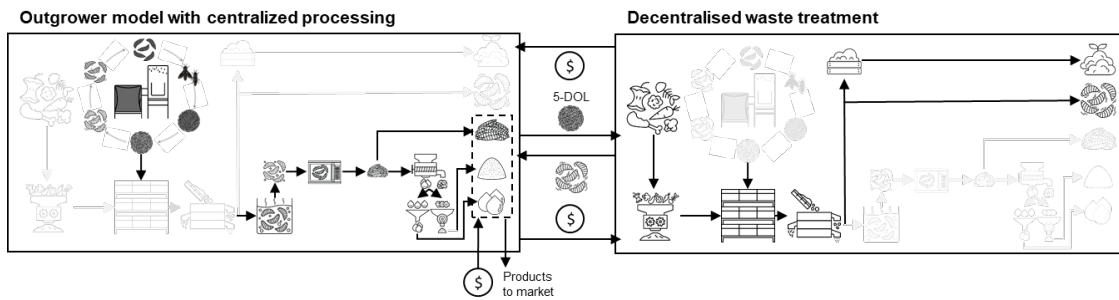 Outgrower model with centralized processing
Decentralised waste treatment
$
5-DOL
$
$
Products
to market